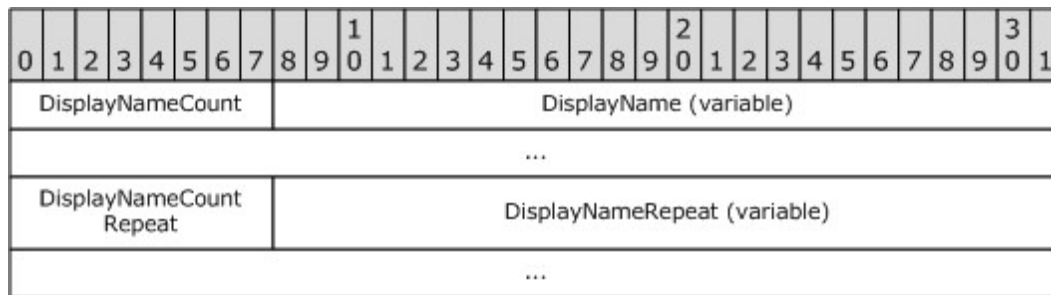 1 2 3
0 1 2 3 4 5 6 7 8 9 0 1 2 3 4 5 6 7 8 9 0 1 2 3 4 5 6 7 8 9 0 1
DisplayNameCount DisplayName (variable)
...
DisplayNameCount
Repeat
DisplayNameRepeat (variable)
...